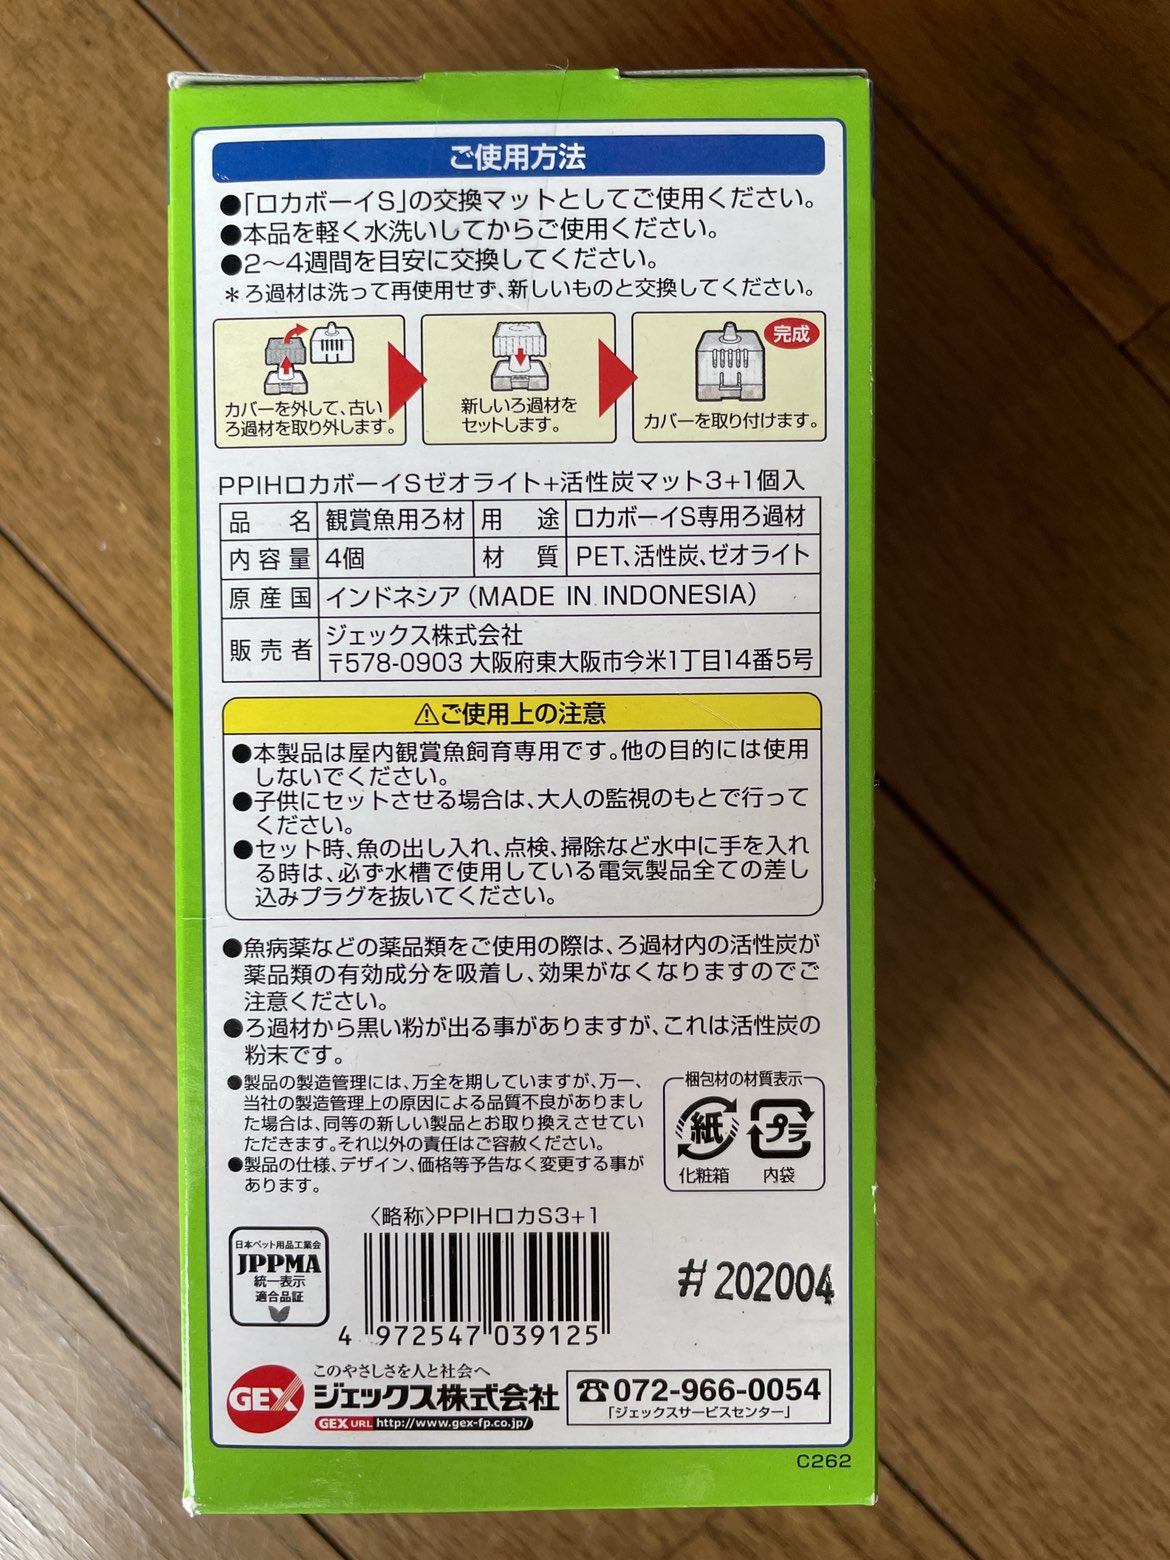 ご使用方法
●「ロカボーイS」の交換マットとしてご使用ください。
●本品を軽く水洗いしてからご使用ください。
●2〜4週間を目安に交換してください。
＊ろ過材は洗って再使用せず、新しいものと交換してください。
カバーを外して、古い
ろ過材を取り外します。
新しいろ過材を
セットします。
完成
カバーを取り付けます。
PPIHロカボーイSゼオライト+活性炭マット3+1個入
品名 観賞魚用ろ材 用途 ロカボーイS専用ろ過材
内容量 4個 材質 PET、活性炭、ゼオライト
原産国 インドネシア（MADE IN INDONESIA）
販売者 ジェックス株式会社
〒578-0903 大阪府東大阪市今米1丁目14番5号
⚠ご使用上の注意
●本製品は屋内観賞魚飼育専用です。他の目的には使用
しないでください。
●子供にセットさせる場合は、大人の監視のもとで行って
ください。
●セット時、魚の出し入れ、点検、掃除など水中に手を入れ
る時は、必ず水槽で使用している電気製品全ての差し
込みプラグを抜いてください。
●魚病薬などの薬品類をご使用の際は、ろ過材内の活性炭が
薬品類の有効成分を吸着し、効果がなくなりますのでご
注意ください。
●ろ過材から黒い粉が出る事がありますが、これは活性炭の
粉末です。
●製品の製造管理には、万全を期していますが、万一、
当社の製造管理上の原因による品質不良がありまし
た場合は、同等の新しい製品とお取り換えさせてい
ただきます。それ以外の責任はご容赦ください。
●製品の仕様、デザイン、価格等予告なく変更する事が
あります。
梱包材の材質表示
紙 プラ
化粧箱 内袋
〈略称〉PPIHロカS3+1
日本ペット用品工業会
JPPMA
統一表示
適合品証
4 972547 039125
#202004
GEX
このやさしさを人と社会へ
ジェックス株式会社
GEX URL http://www.gex-fp.co.jp/
☎072-966-0054
「ジェックスサービスセンター」
C262